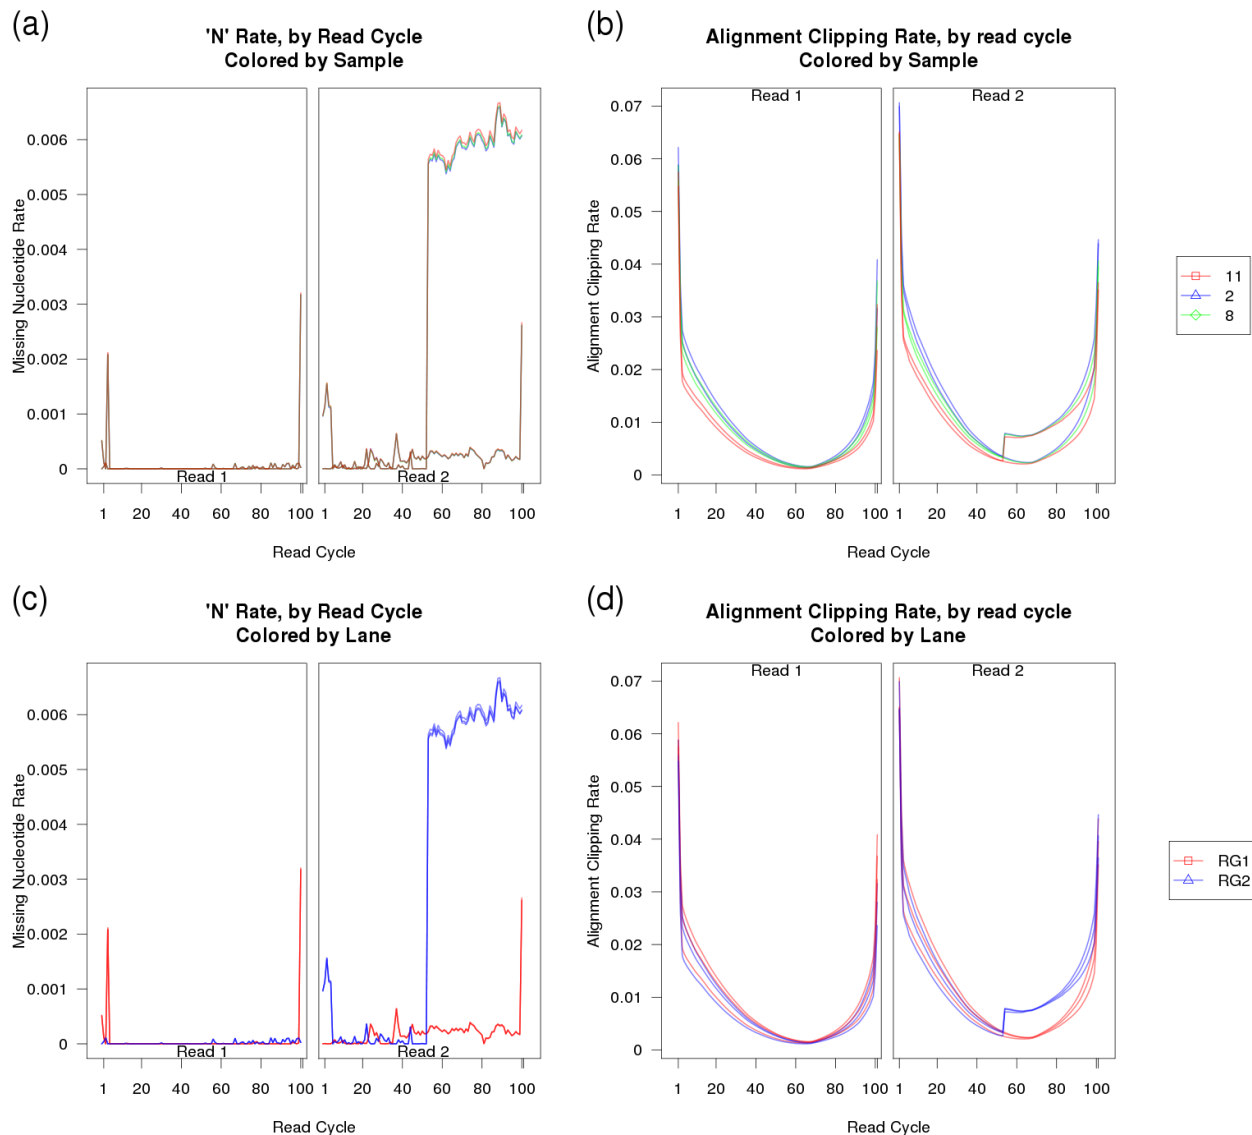 (a)
'N' Rate, by Read Cycle
Colored by Sample
Missing Nucleotide Rate
0.006
0.005
0.004
0.003
0.002
0.001
0
Read 1
Read 2
1 20 40 60 80 100 1 20 40 60 80 100
Read Cycle
(b)
Alignment Clipping Rate, by read cycle
Colored by Sample
Read 1
Read 2
Alignment Clipping Rate
0.07
0.06
0.05
0.04
0.03
0.02
0.01
0
1 20 40 60 80 100 1 20 40 60 80 100
Read Cycle
11
2
8
(c)
'N' Rate, by Read Cycle
Colored by Lane
Missing Nucleotide Rate
0.006
0.005
0.004
0.003
0.002
0.001
0
Read 1
Read 2
1 20 40 60 80 100 1 20 40 60 80 100
Read Cycle
(d)
Alignment Clipping Rate, by read cycle
Colored by Lane
Read 1
Read 2
Alignment Clipping Rate
0.07
0.06
0.05
0.04
0.03
0.02
0.01
0
1 20 40 60 80 100 1 20 40 60 80 100
Read Cycle
RG1
RG2